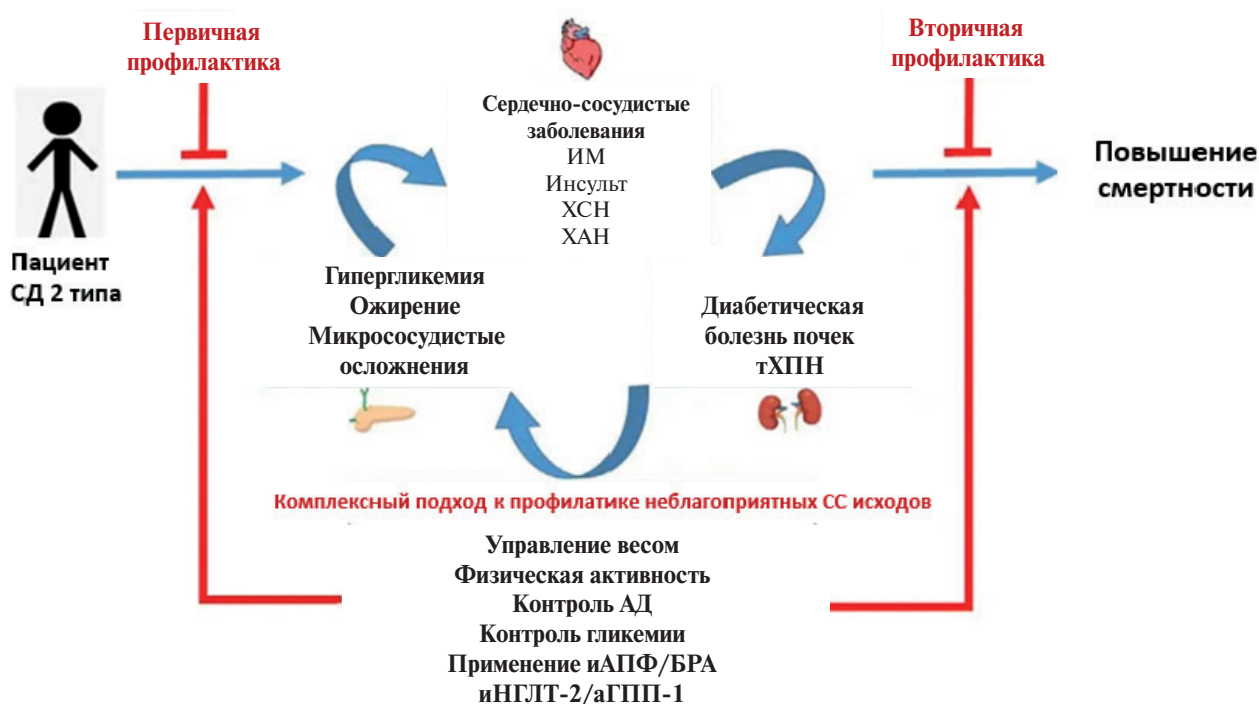 Первичная
профилактика
Вторичная
профилактика
Сердечно-сосудистые
заболевания
ИМ
Инсульт
ХСН
ХАН
Повышение
смертности
Пациент
СД 2 типа
Гипергликемия
Ожирение
Микрососудистые
осложнения
Диабетическая
болезнь почек
тХПН
Комплексный подход к профилатике неблагоприятных СС исходов
Управление весом
Физическая активность
Контроль АД
Контроль гликемии
Применение иАПФ/БРА
иНГЛТ-2/аГПП-1